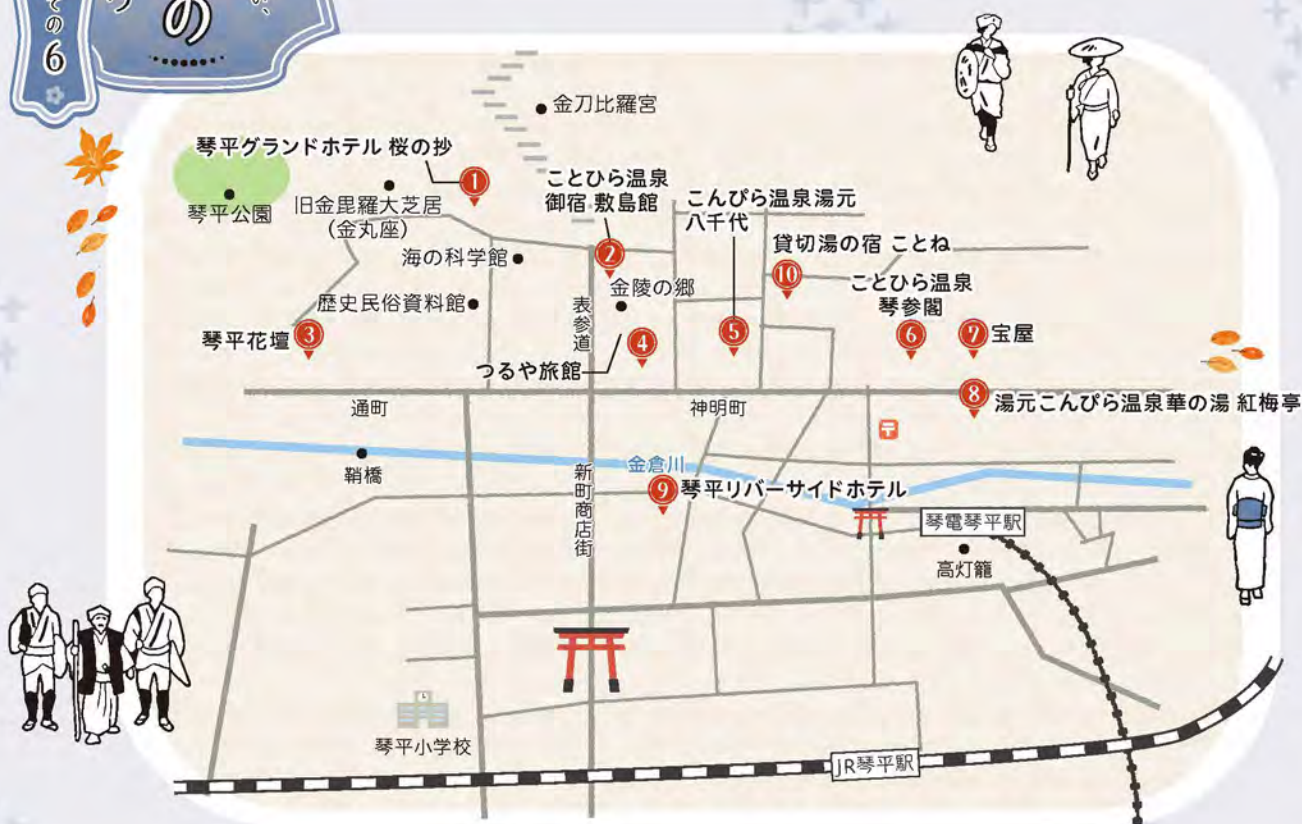 その6
の
い、
金刀比羅宮
琴平グランドホテル 桜の抄
1
琴平公園
旧金毘羅大芝居
(金丸座)
ことひら温泉
御宿 敷島館
2
こんぴら温泉湯元
八千代
5
貸切湯の宿 ことね
10
海の科学館
金陵の郷
歴史民俗資料館
表参道
ことひら温泉
琴参閣
6
7
宝屋
琴平花壇
3
4
つるや旅館
8
湯元こんぴら温泉華の湯 紅梅亭
通町
神明町
〒
鞘橋
金倉川
新町商店街
9
琴平リバーサイドホテル
琴電琴平駅
高灯籠
琴平小学校
JR琴平駅